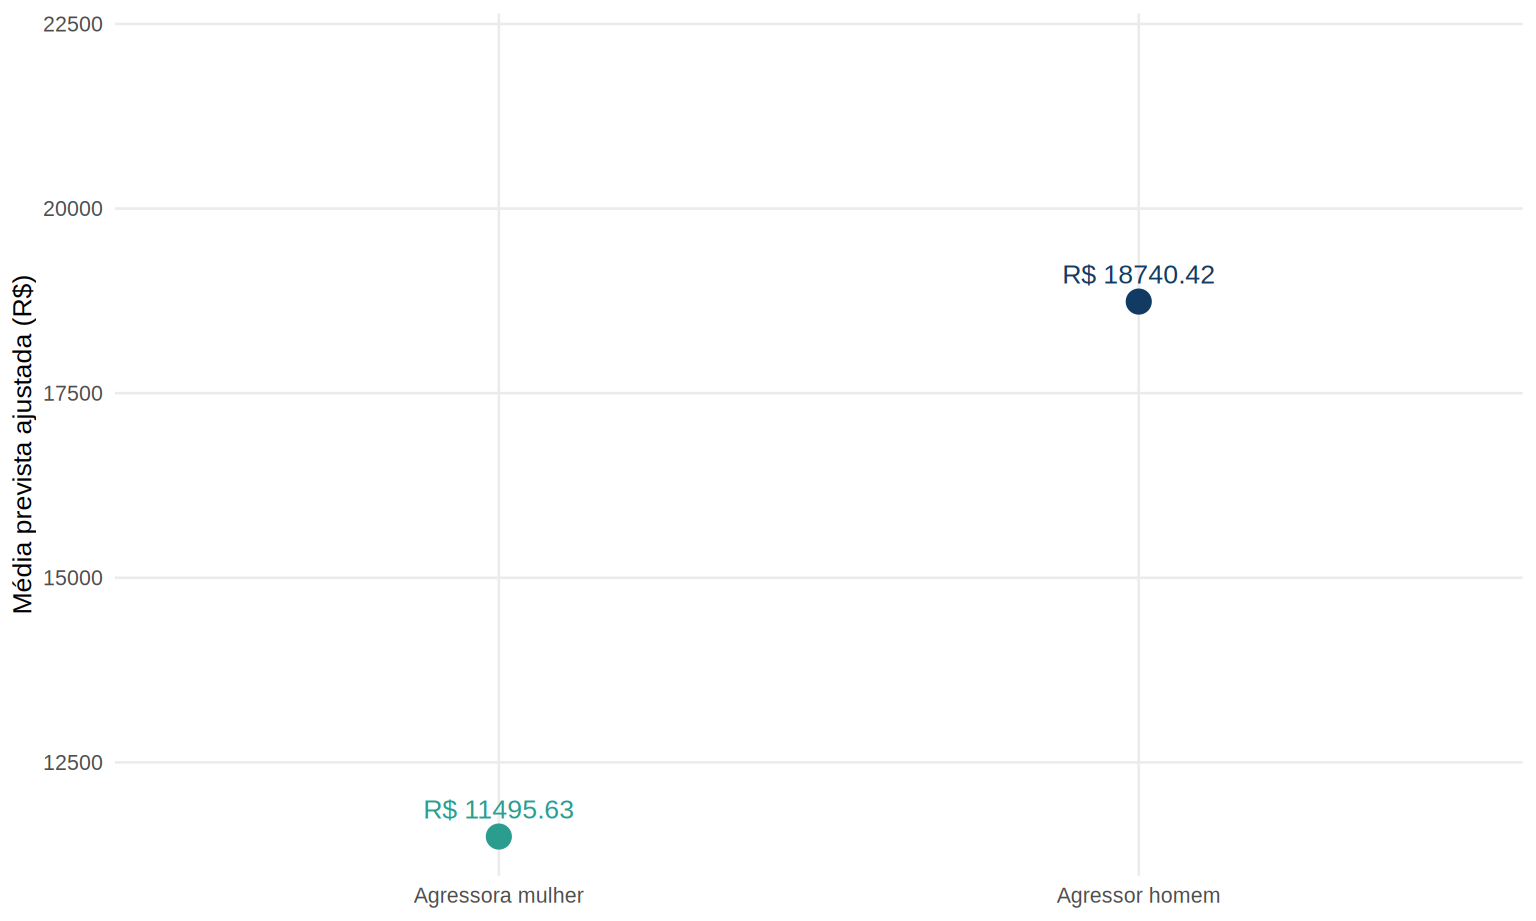 22500
20000
17500
15000
12500
Média prevista ajustada (R$)
R$ 18740.42
R$ 11495.63
Agressora mulher
Agressor homem